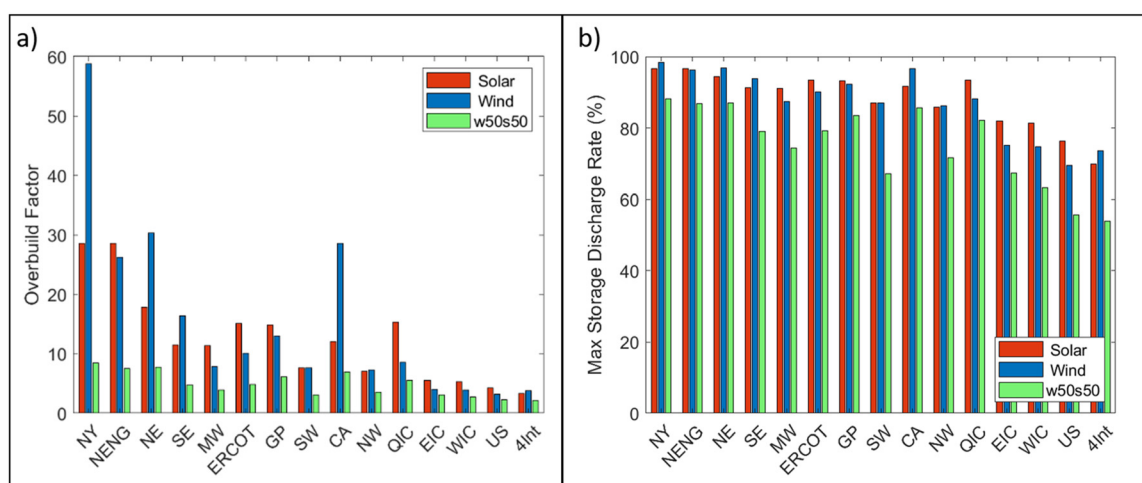 a)
Overbuild Factor
60
50
40
30
20
10
0
Solar
Wind
w50s50
NY
NENG
NE
SE
MW
ERCOT
GP
SW
CA
NW
QIC
EIC
WIC
US
4Int
b)
Max Storage Discharge Rate (%)
100
80
60
40
20
0
Solar
Wind
w50s50
NY
NENG
NE
SE
MW
ERCOT
GP
SW
CA
NW
QIC
EIC
WIC
US
4Int